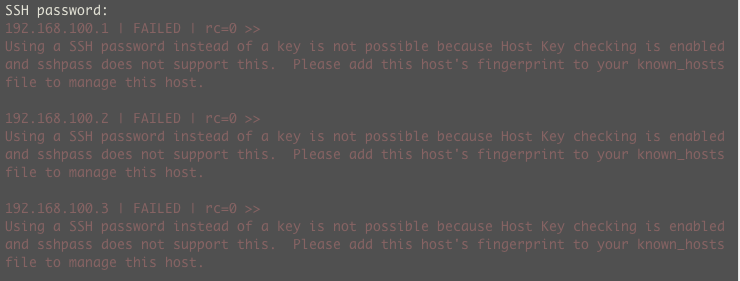 SSH password:
192.168.100.1 | FAILED | rc=0 >>
Using a SSH password instead of a key is not possible because Host Key checking is enabled
and sshpass does not support this.  Please add this host's fingerprint to your known_hosts
file to manage this host.

192.168.100.2 | FAILED | rc=0 >>
Using a SSH password instead of a key is not possible because Host Key checking is enabled
and sshpass does not support this.  Please add this host's fingerprint to your known_hosts
file to manage this host.

192.168.100.3 | FAILED | rc=0 >>
Using a SSH password instead of a key is not possible because Host Key checking is enabled
and sshpass does not support this.  Please add this host's fingerprint to your known_hosts
file to manage this host.